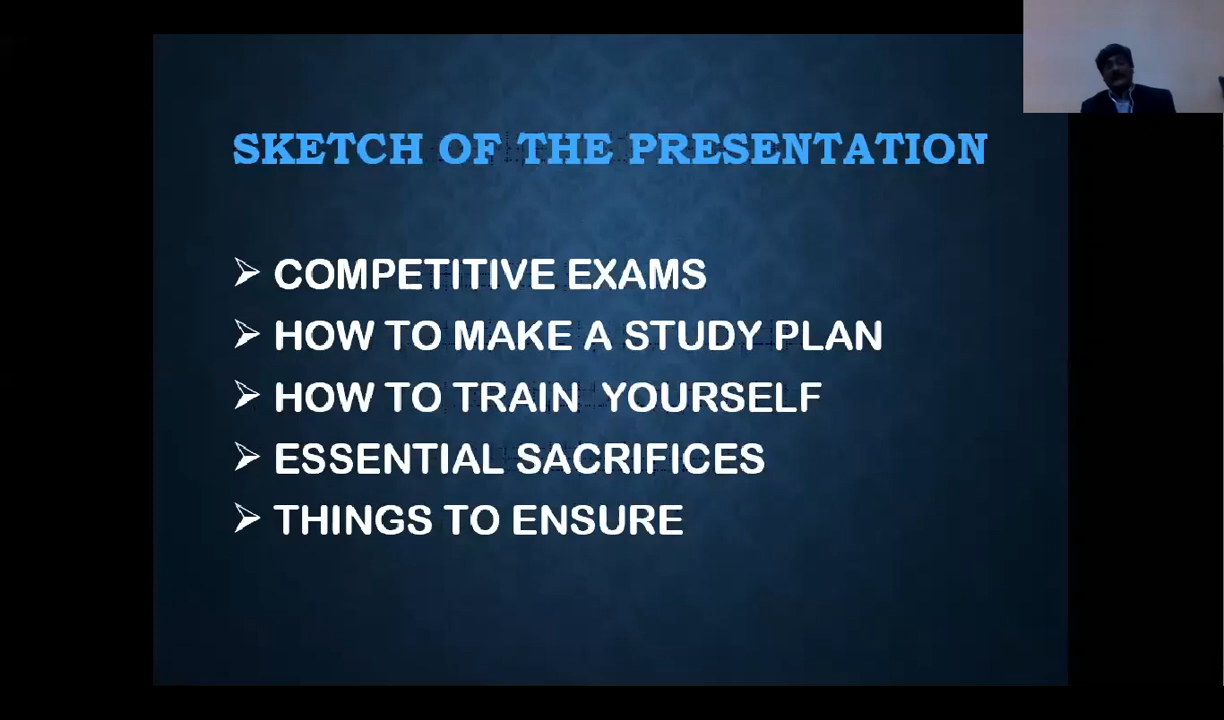 SKETCH OF THE PRESENTATION
COMPETITIVE EXAMS
HOW TO MAKE A STUDY PLAN
HOW TO TRAIN YOURSELF
ESSENTIAL SACRIFICES
THINGS TO ENSURE